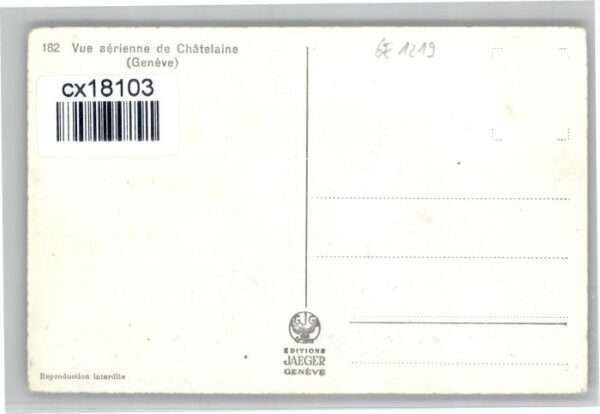 182 Vue aérienne de Châtelaine
(Genève)
GE 1219
cx18103
EDITIONS
JAEGER
GENÈVE
Reproduction interdite